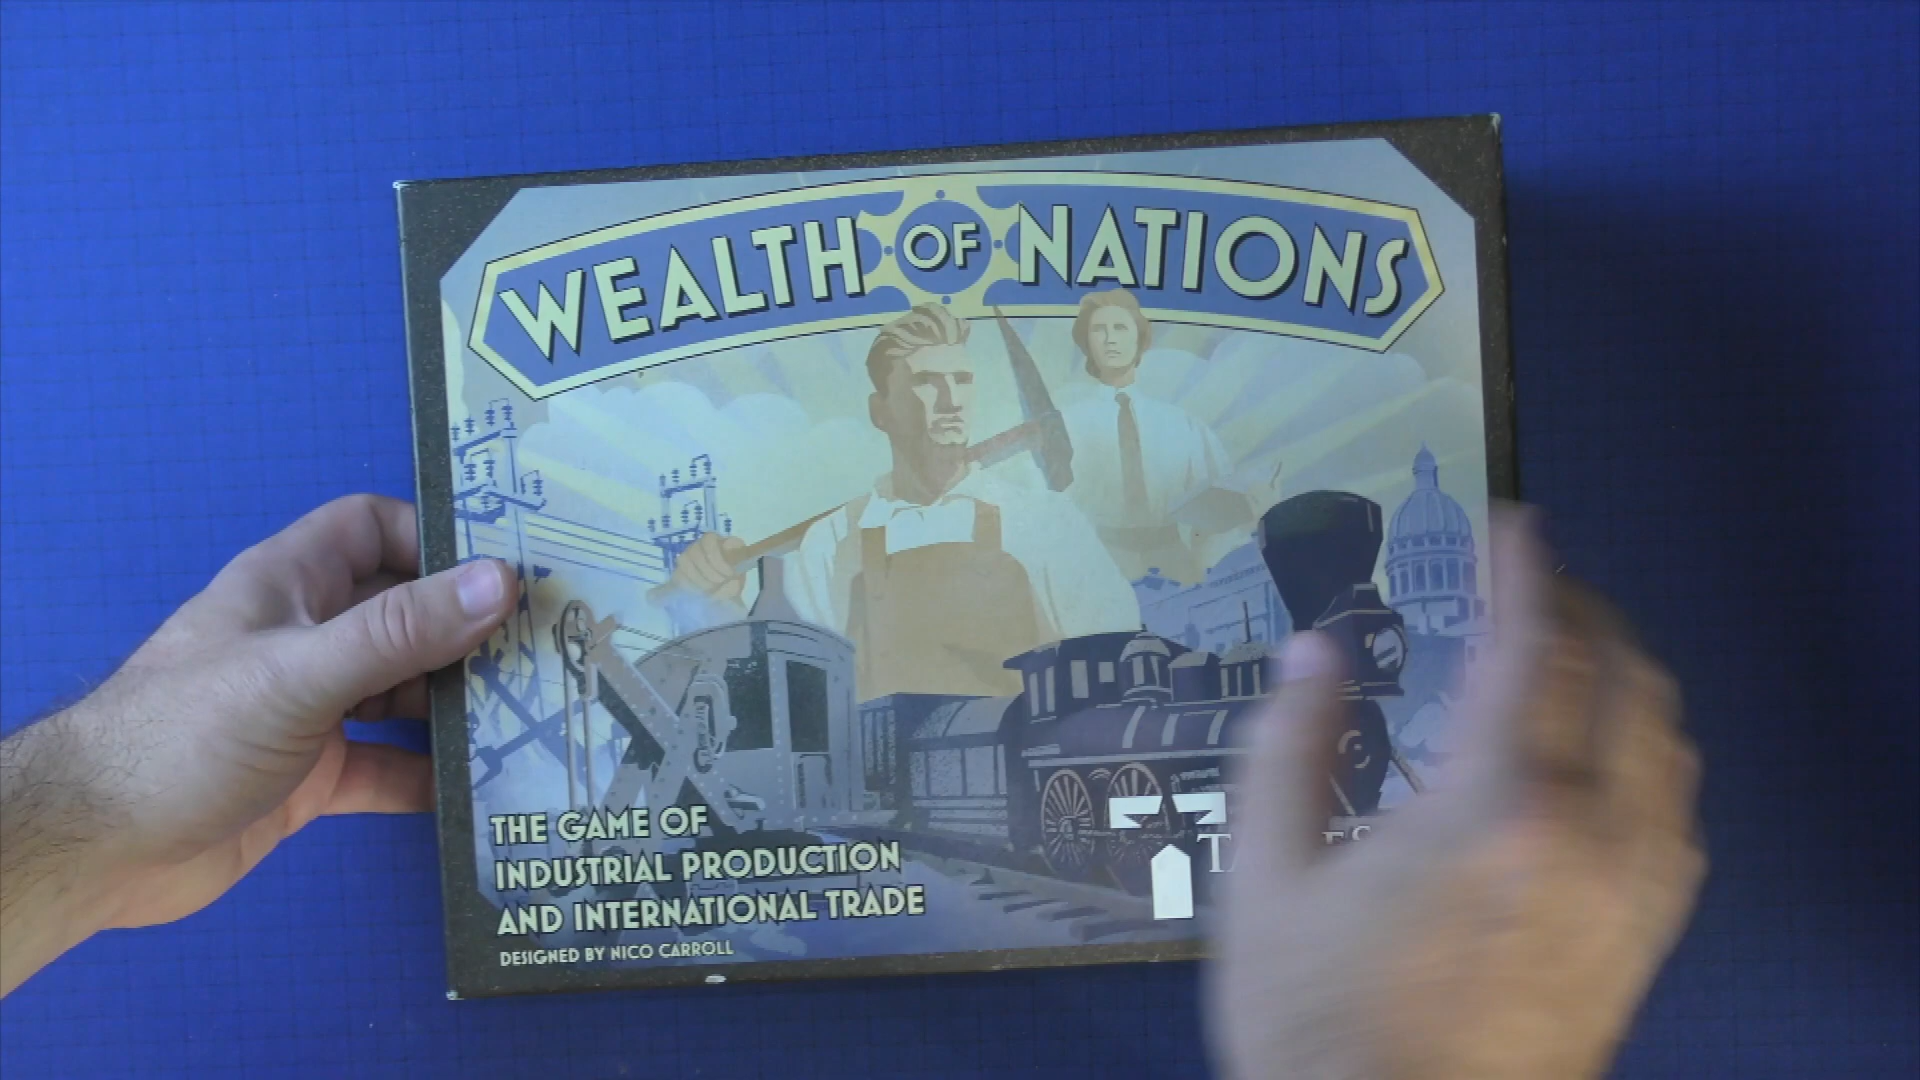 WEALTH OF NATIONS
THE GAME OF
INDUSTRIAL PRODUCTION
AND INTERNATIONAL TRADE
DESIGNED BY NICO CARROLL